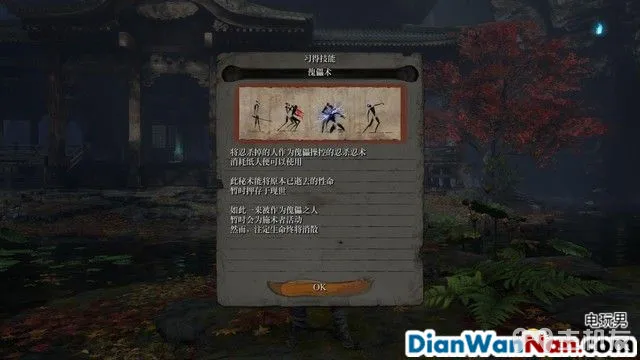 习得技能
傀儡术
将忍杀掉的人作为傀儡操控的忍杀忍术
消耗纸人便可以使用
此秘术能将原本已逝去的性命
暂时押存于现世
如此一来被作为傀儡之人
暂时会为施术者活动
然而，注定生命终将消散
OK
电玩男
DianWanNan.com